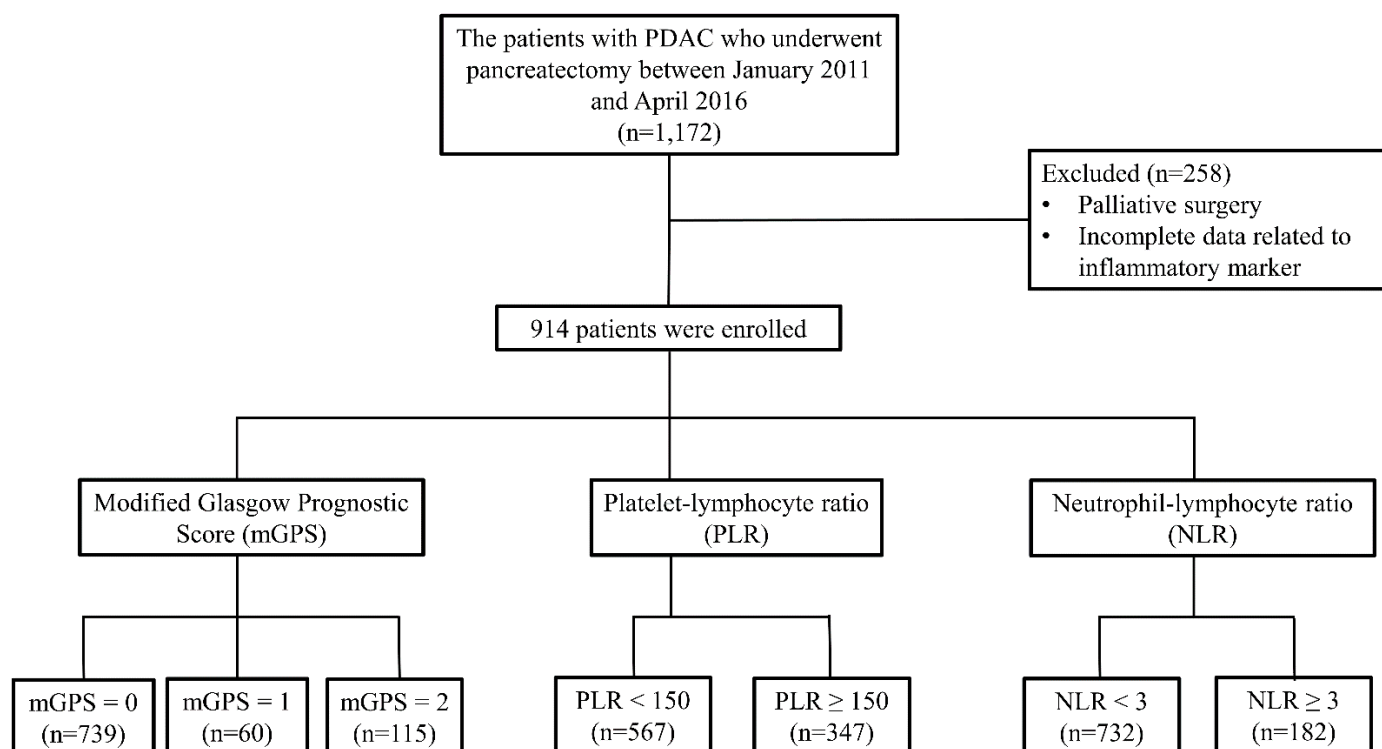 The patients with PDAC who underwent
pancreatectomy between January 2011
and April 2016
(n=1,172)
Excluded (n=258)
• Palliative surgery
• Incomplete data related to
inflammatory marker
914 patients were enrolled
Modified Glasgow Prognostic
Score (mGPS)
Platelet-lymphocyte ratio
(PLR)
Neutrophil-lymphocyte ratio
(NLR)
mGPS = 0
(n=739)
mGPS = 1
(n=60)
mGPS = 2
(n=115)
PLR < 150
(n=567)
PLR ≥ 150
(n=347)
NLR < 3
(n=732)
NLR ≥ 3
(n=182)